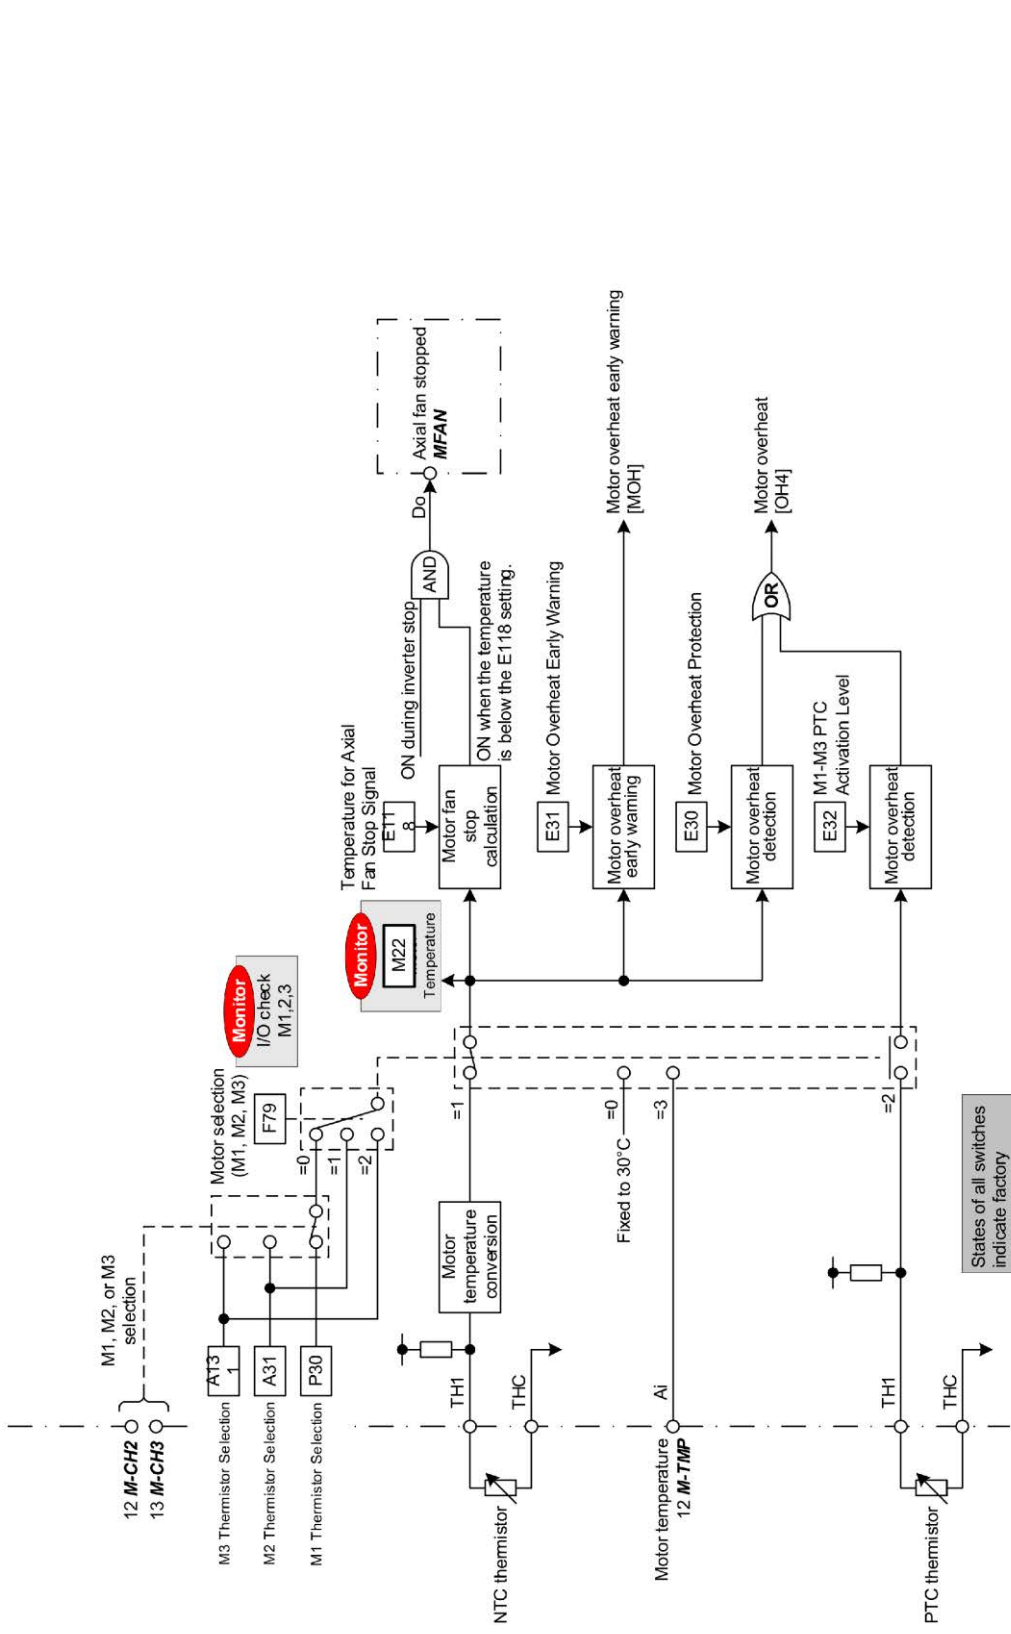 12 M-CH2
13 M-CH3
M1, M2, or M3
selection
M3 Thermistor Selection
A13
1
M2 Thermistor Selection
A31
M1 Thermistor Selection
P30
Motor selection
(M1, M2, M3)
F79
=0
=1
=2
Monitor
I/O check
M1,2,3
Monitor
M22
Temperature
Temperature for Axial
Fan Stop Signal
E11
8
Motor fan
stop
calculation
ON during inverter stop
ON when the temperature
is below the E118 setting.
AND
Do
Axial fan stopped
MFAN
NTC thermistor
TH1
THC
Motor
temperature
conversion
=1
Fixed to 30°C
=0
=3
E31
Motor Overheat Early Warning
Motor overheat
early warning
Motor overheat early warning
[MOH]
Motor temperature
12 M-TMP
Ai
E30
Motor Overheat Protection
Motor overheat
detection
OR
Motor overheat
[OH4]
E32
M1-M3 PTC
Activation Level
Motor overheat
detection
PTC thermistor
TH1
THC
=2
States of all switches
indicate factory